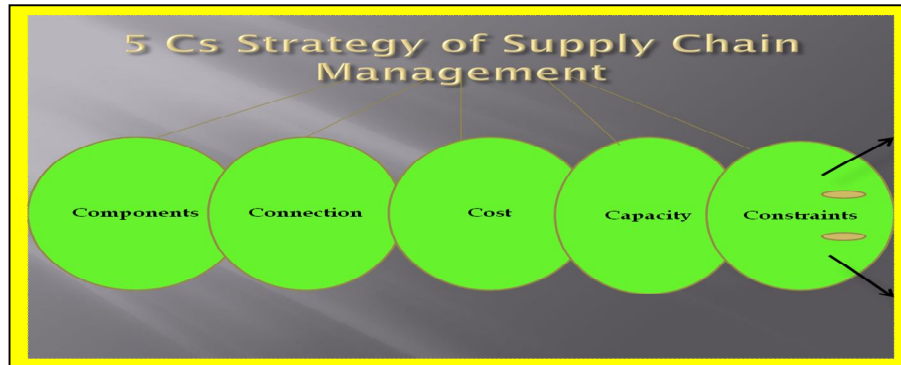 5 Cs Strategy of Supply Chain
Management
Components
Connection
Cost
Capacity
Constraints